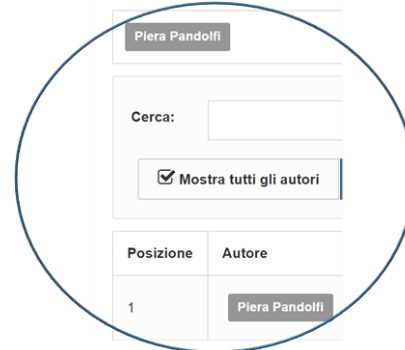 Piera Pandolfi
Cerca:
Mostra tutti gli autori
Posizione Autore
1 Piera Pandolfi